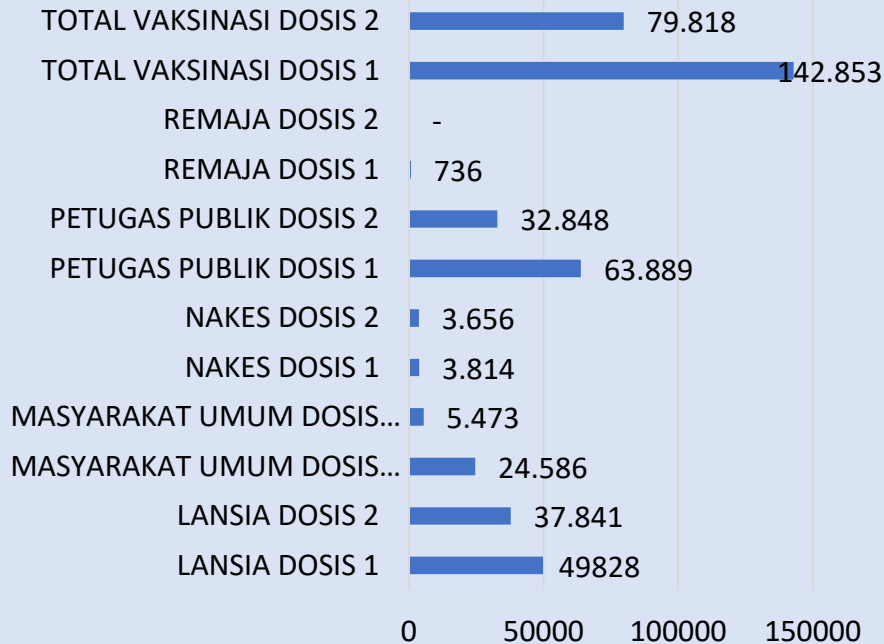 TOTAL VAKSINASI DOSIS 2 79.818
TOTAL VAKSINASI DOSIS 1 142.853
REMAJA DOSIS 2 -
REMAJA DOSIS 1 736
PETUGAS PUBLIK DOSIS 2 32.848
PETUGAS PUBLIK DOSIS 1 63.889
NAKES DOSIS 2 3.656
NAKES DOSIS 1 3.814
MASYARAKAT UMUM DOSIS... 5.473
MASYARAKAT UMUM DOSIS... 24.586
LANSIA DOSIS 2 37.841
LANSIA DOSIS 1 49828
0 50000 100000 150000